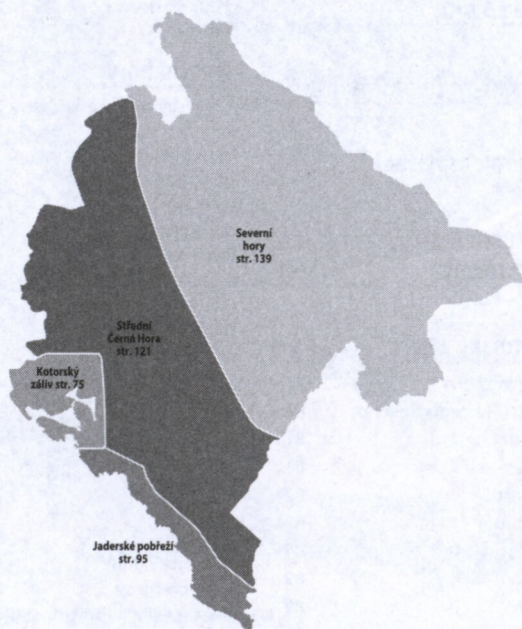 Severní
hory
str. 139
Střední
Černá Hora
str. 121
Kotorský
záliv str. 75
Jaderské pobřeží
str. 95